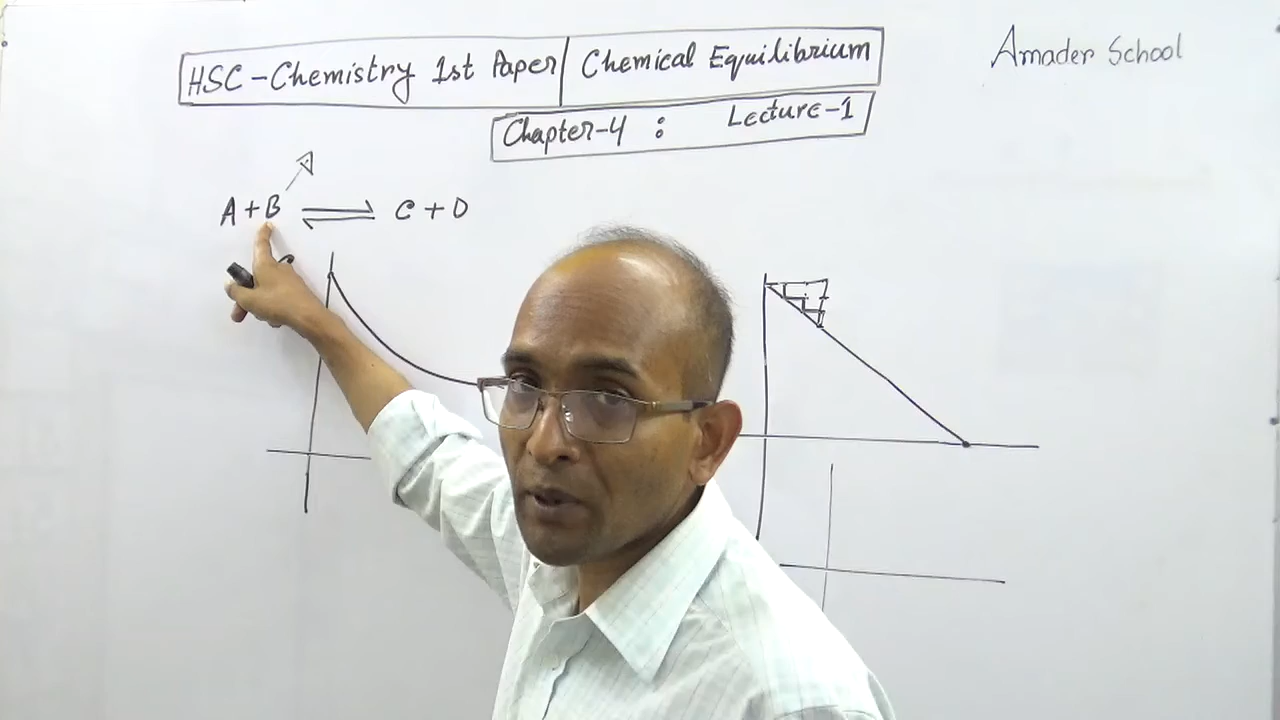 HSC-Chemistry 1st Paper | Chemical Equilibrium
Amader School
Chapter-4 : Lecture-1
A + B ⇌ C + D